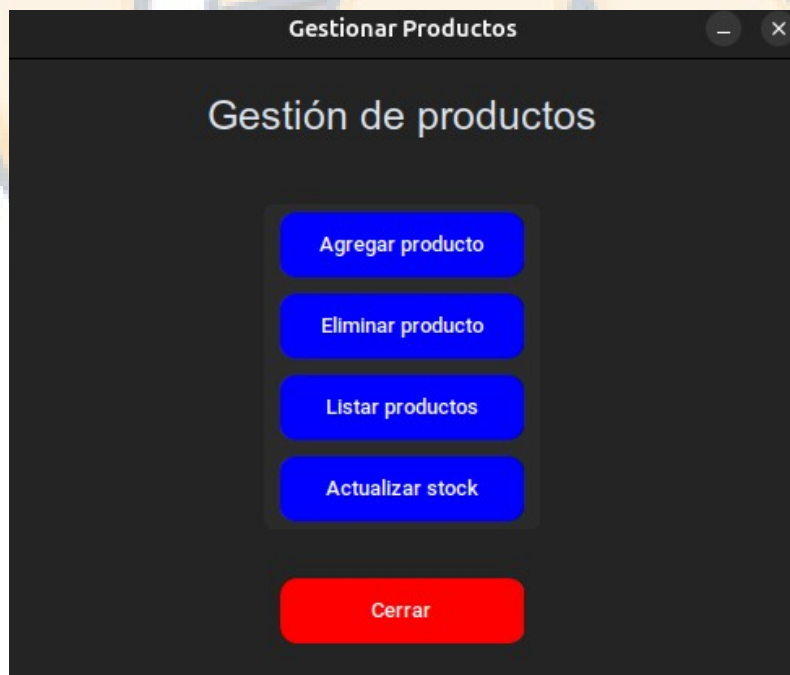 Gestionar Productos
Gestión de productos
Agregar producto
Eliminar producto
Listar productos
Actualizar stock
Cerrar